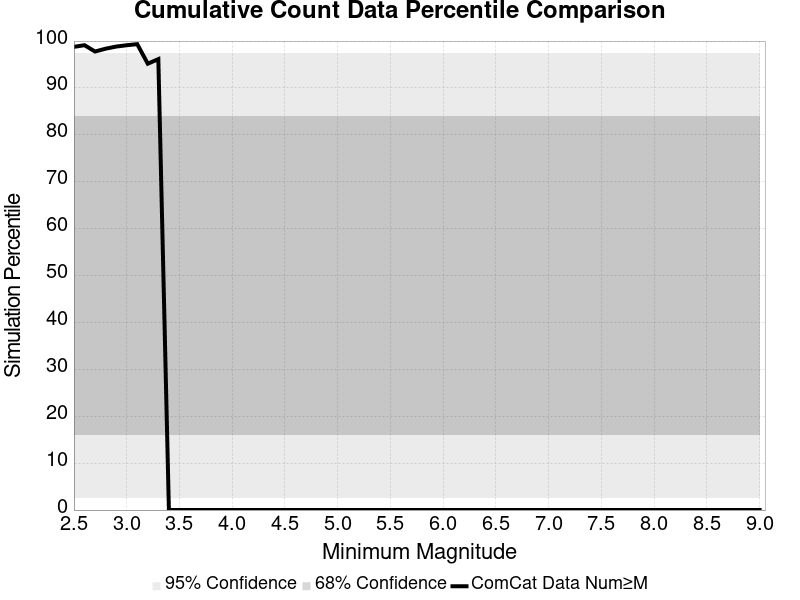 Cumulative Count Data Percentile Comparison
100
90
80
70
60
50
40
30
20
10
0
Simulation Percentile
2.5 3.0 3.5 4.0 4.5 5.0 5.5 6.0 6.5 7.0 7.5 8.0 8.5 9.0
Minimum Magnitude
95% Confidence 68% Confidence ComCat Data Num≥M